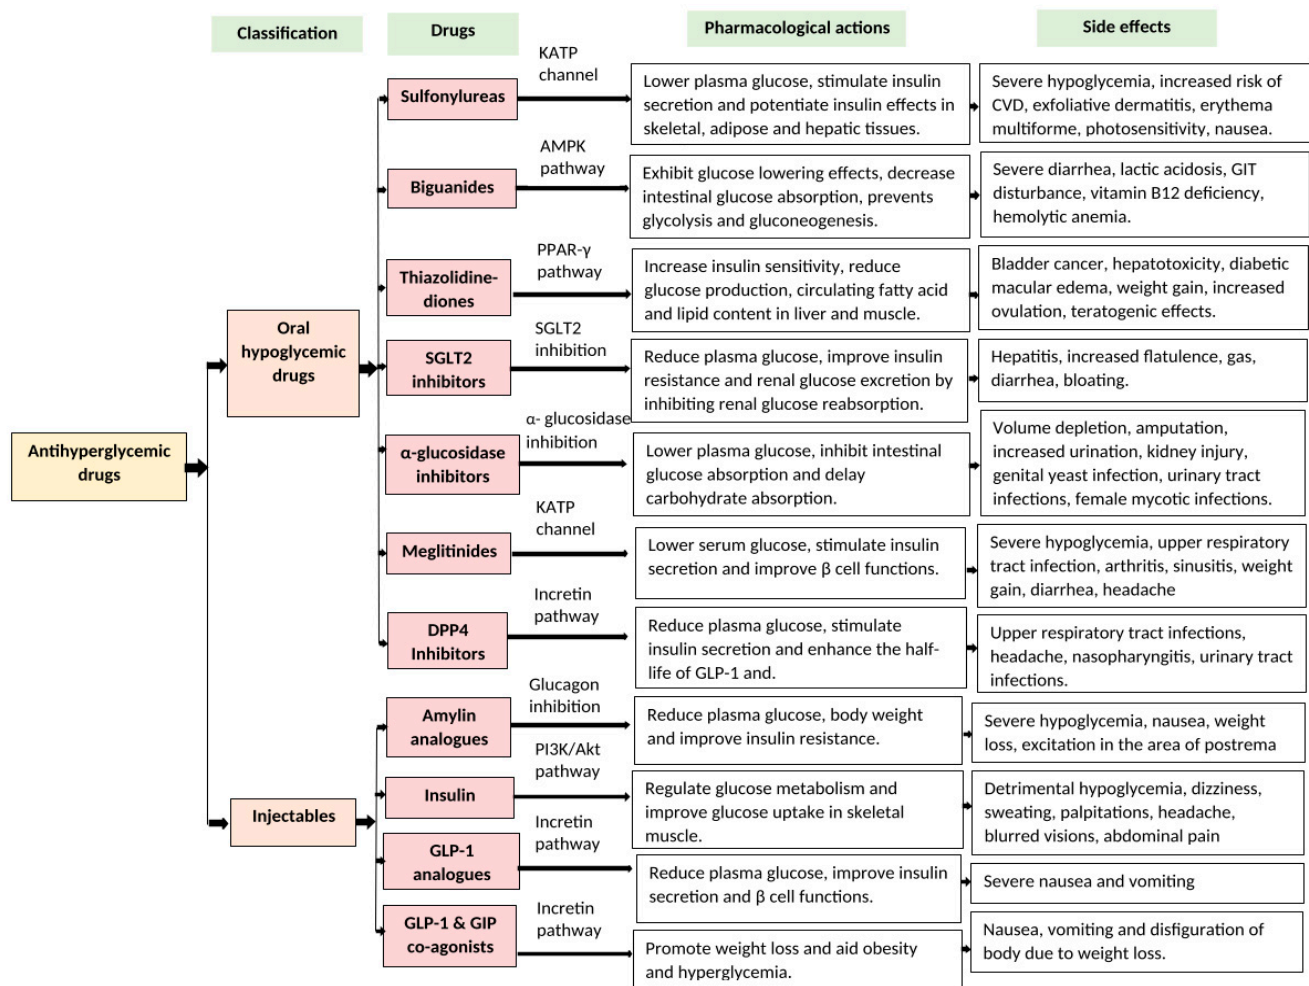 Classification
Drugs
Pharmacological actions
Side effects
Antihyperglycemic
drugs
Oral
hypoglycemic
drugs
Sulfonylureas
KATP
channel
Lower plasma glucose, stimulate insulin
secretion and potentiate insulin effects in
skeletal, adipose and hepatic tissues.
Severe hypoglycemia, increased risk of
CVD, exfoliative dermatitis, erythema
multiforme, photosensitivity, nausea.
Biguanides
AMPK
pathway
Exhibit glucose lowering effects, decrease
intestinal glucose absorption, prevents
glycolysis and gluconeogenesis.
Severe diarrhea, lactic acidosis, GIT
disturbance, vitamin B12 deficiency,
hemolytic anemia.
Thiazolidine-
diones
PPAR-γ
pathway
Increase insulin sensitivity, reduce
glucose production, circulating fatty acid
and lipid content in liver and muscle.
Bladder cancer, hepatotoxicity, diabetic
macular edema, weight gain, increased
ovulation, teratogenic effects.
SGLT2
inhibitors
SGLT2
inhibition
Reduce plasma glucose, improve insulin
resistance and renal glucose excretion by
inhibiting renal glucose reabsorption.
Hepatitis, increased flatulence, gas,
diarrhea, bloating.
α-glucosidase
inhibitors
α- glucosidase
inhibition
Lower plasma glucose, inhibit intestinal
glucose absorption and delay
carbohydrate absorption.
Volume depletion, amputation,
increased urination, kidney injury,
genital yeast infection, urinary tract
infections, female mycotic infections.
Meglitinides
KATP
channel
Lower serum glucose, stimulate insulin
secretion and improve β cell functions.
Severe hypoglycemia, upper respiratory
tract infection, arthritis, sinusitis, weight
gain, diarrhea, headache
DPP4
Inhibitors
Incretin
pathway
Reduce plasma glucose, stimulate
insulin secretion and enhance the half-
life of GLP-1 and.
Upper respiratory tract infections,
headache, nasopharyngitis, urinary tract
infections.
Injectables
Amylin
analogues
Glucagon
inhibition
Reduce plasma glucose, body weight
and improve insulin resistance.
Severe hypoglycemia, nausea, weight
loss, excitation in the area of postrema
Insulin
PI3K/Akt
pathway
Regulate glucose metabolism and
improve glucose uptake in skeletal
muscle.
Detrimental hypoglycemia, dizziness,
sweating, palpitations, headache,
blurred visions, abdominal pain
GLP-1
analogues
Incretin
pathway
Reduce plasma glucose, improve insulin
secretion and β cell functions.
Severe nausea and vomiting
GLP-1 & GIP
co-agonists
Incretin
pathway
Promote weight loss and aid obesity
and hyperglycemia.
Nausea, vomiting and disfiguration of
body due to weight loss.